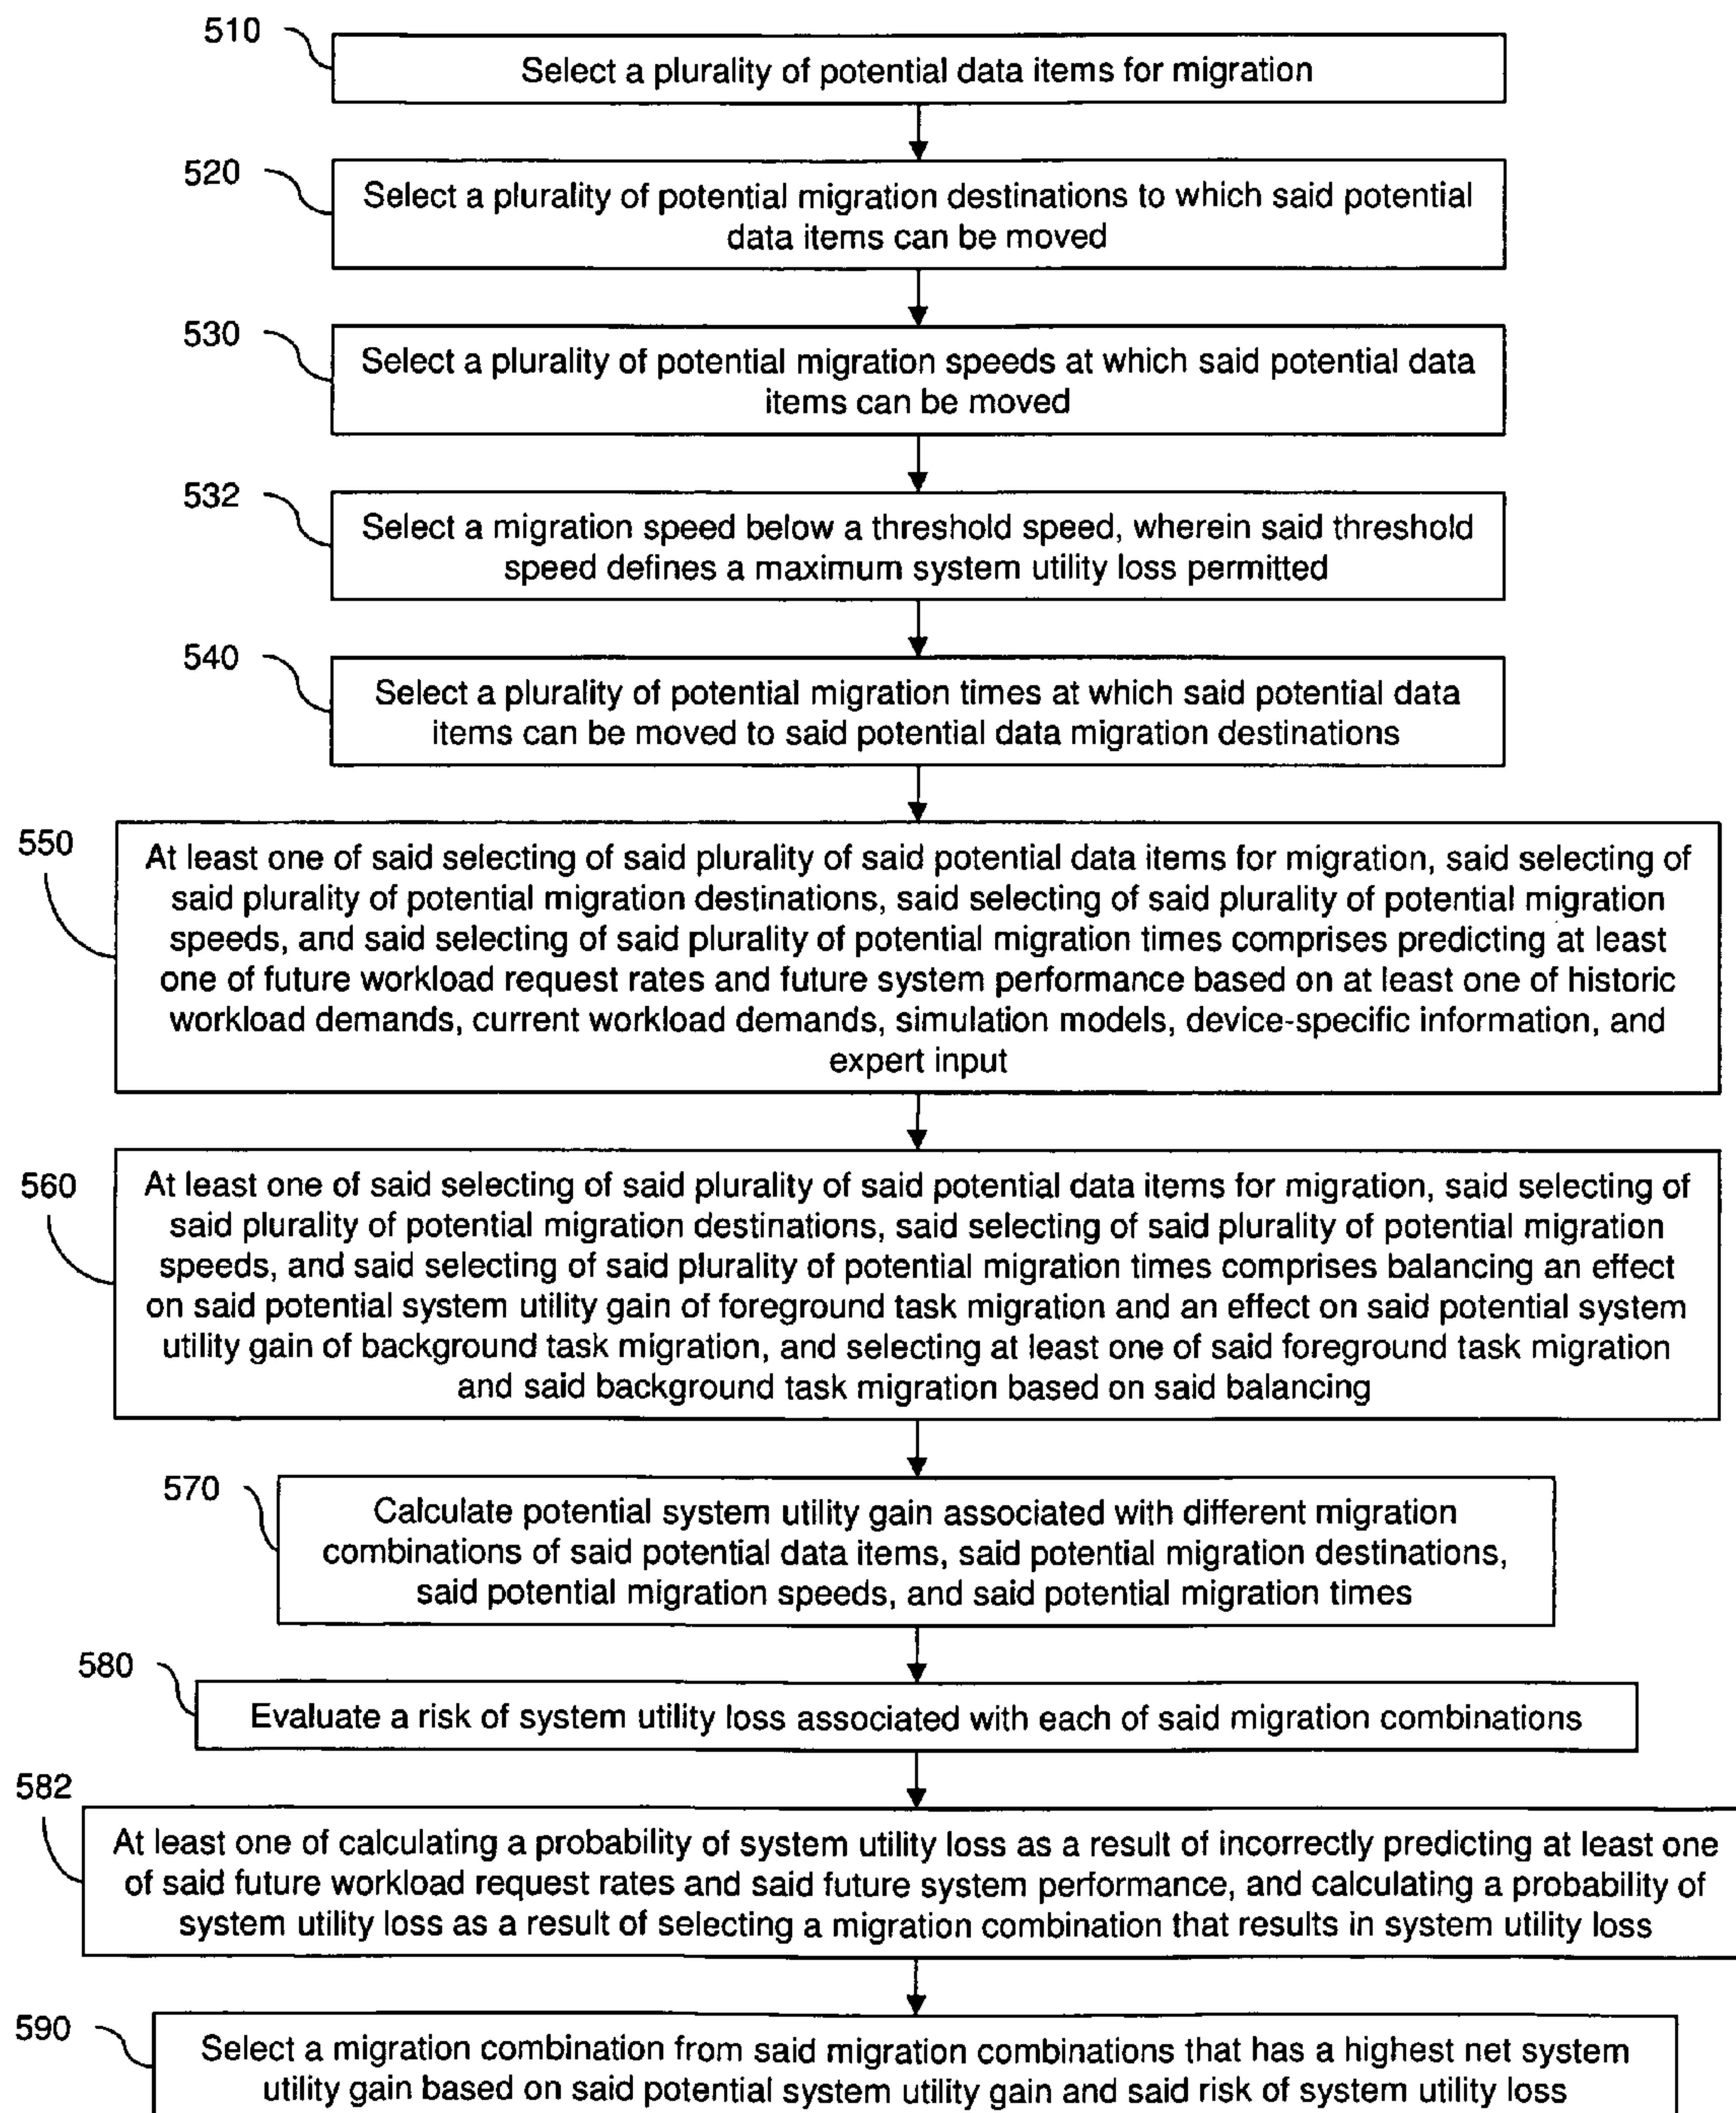 510
Select a plurality of potential data items for migration
520
Select a plurality of potential migration destinations to which said potential
data items can be moved
530
Select a plurality of potential migration speeds at which said potential data
items can be moved
532
Select a migration speed below a threshold speed, wherein said threshold
speed defines a maximum system utility loss permitted
540
Select a plurality of potential migration times at which said potential data
items can be moved to said potential data migration destinations
550
At least one of said selecting of said plurality of said potential data items for migration, said selecting of
said plurality of potential migration destinations, said selecting of said plurality of potential migration
speeds, and said selecting of said plurality of potential migration times comprises predicting at least
one of future workload request rates and future system performance based on at least one of historic
workload demands, current workload demands, simulation models, device-specific information, and
expert input
560
At least one of said selecting of said plurality of said potential data items for migration, said selecting of
said plurality of potential migration destinations, said selecting of said plurality of potential migration
speeds, and said selecting of said plurality of potential migration times comprises balancing an effect
on said potential system utility gain of foreground task migration and an effect on said potential system
utility gain of background task migration, and selecting at least one of said foreground task migration
and said background task migration based on said balancing
570
Calculate potential system utility gain associated with different migration
combinations of said potential data items, said potential migration destinations,
said potential migration speeds, and said potential migration times
580
Evaluate a risk of system utility loss associated with each of said migration combinations
582
At least one of calculating a probability of system utility loss as a result of incorrectly predicting at least one
of said future workload request rates and said future system performance, and calculating a probability of
system utility loss as a result of selecting a migration combination that results in system utility loss
590
Select a migration combination from said migration combinations that has a highest net system
utility gain based on said potential system utility gain and said risk of system utility loss